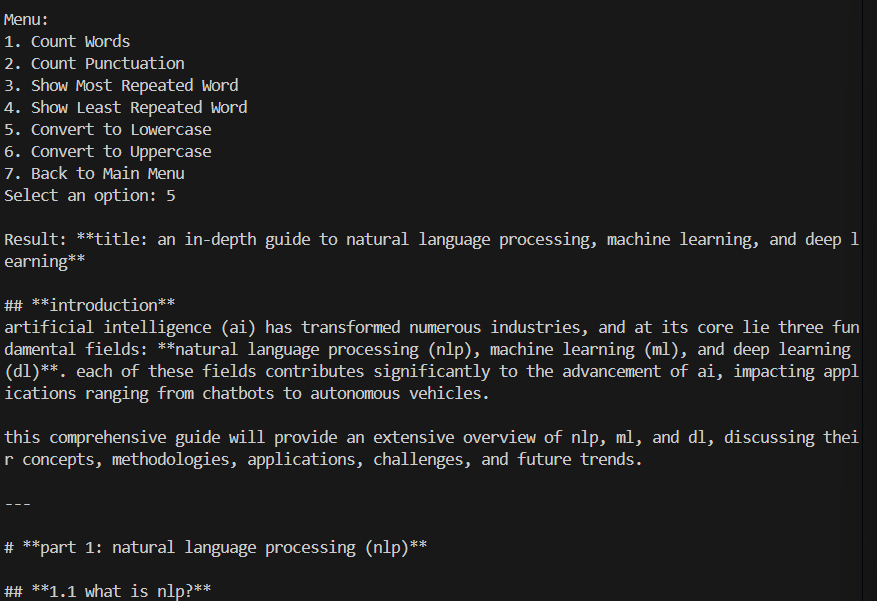 Menu:
1. Count Words
2. Count Punctuation
3. Show Most Repeated Word
4. Show Least Repeated Word
5. Convert to Lowercase
6. Convert to Uppercase
7. Back to Main Menu
Select an option: 5
Result: **title: an in-depth guide to natural language processing, machine learning, and deep l
earning**
## **introduction**
artificial intelligence (ai) has transformed numerous industries, and at its core lie three fun
damental fields: **natural language processing (nlp), machine learning (ml), and deep learning
(dl)**. each of these fields contributes significantly to the advancement of ai, impacting appl
ications ranging from chatbots to autonomous vehicles.
this comprehensive guide will provide an extensive overview of nlp, ml, and dl, discussing thei
r concepts, methodologies, applications, challenges, and future trends.
---
# **part 1: natural language processing (nlp)**
## **1.1 what is nlp?**